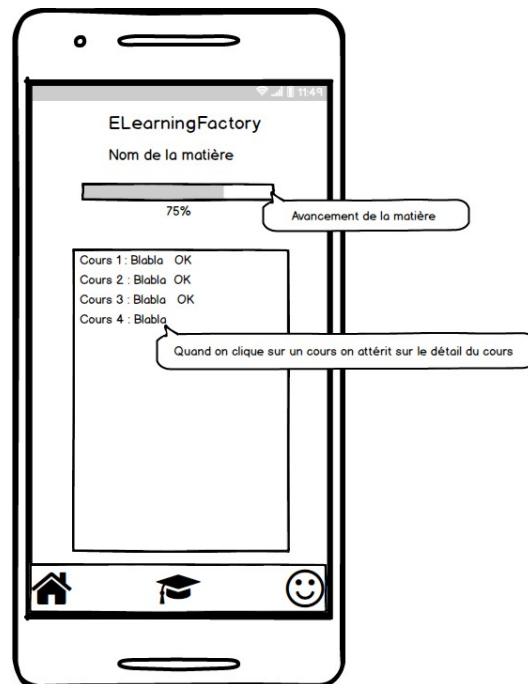 11:49
ELearningFactory
Nom de la matière
75%
Avancement de la matière
Cours 1 : Blabla OK
Cours 2 : Blabla OK
Cours 3 : Blabla OK
Cours 4 : Blabla
Quand on clique sur un cours on attérit sur le détail du cours